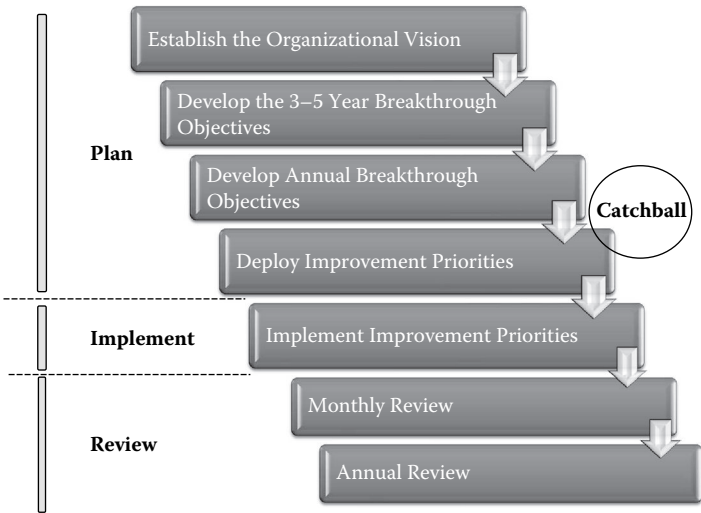 Establish the Organizational Vision
Develop the 3–5 Year Breakthrough
Objectives
Plan
Develop Annual Breakthrough
Objectives
Catchball
Deploy Improvement Priorities
Implement
Implement Improvement Priorities
Monthly Review
Review
Annual Review